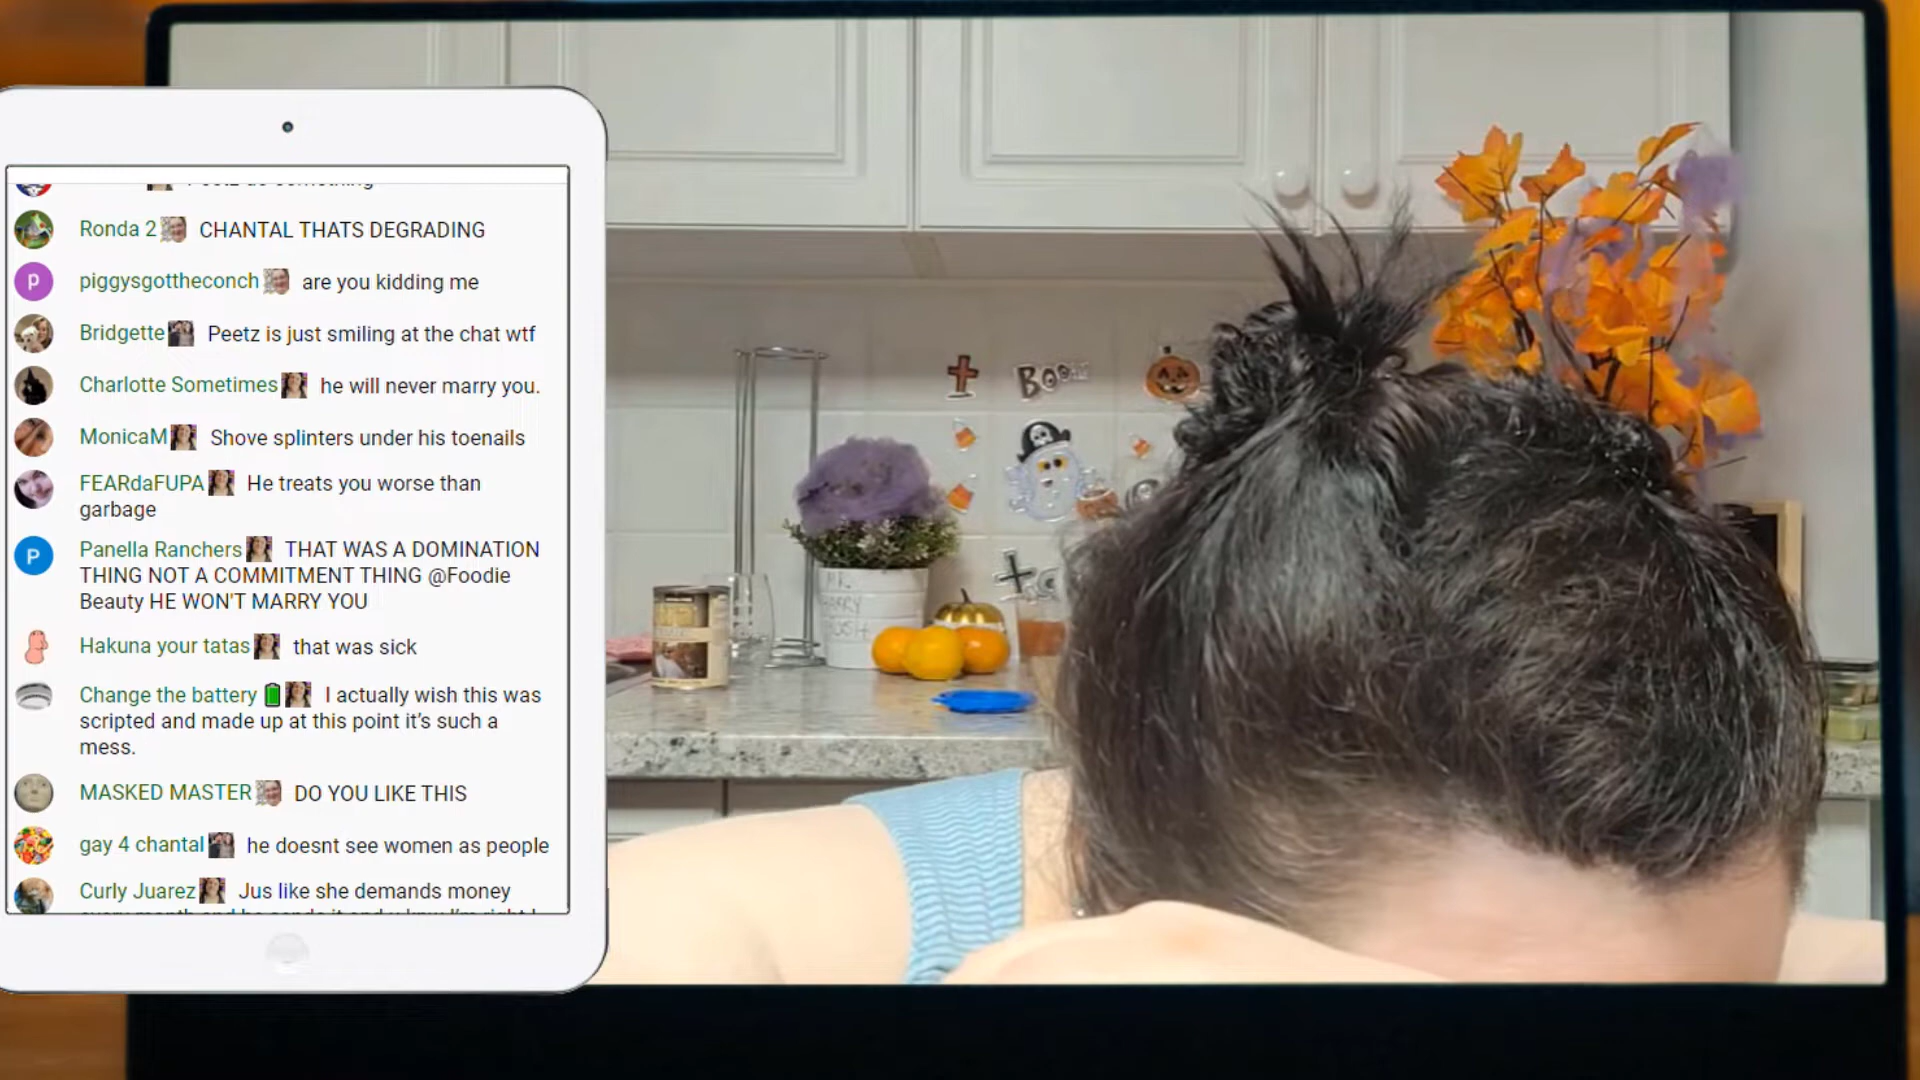 Ronda 2 CHANTAL THATS DEGRADING
piggysgottheconch are you kidding me
Bridgette Peetz is just smiling at the chat wtf
Charlotte Sometimes he will never marry you.
MonicaM Shove splinters under his toenails
FEARdaFUPA He treats you worse than
garbage
Panella Ranchers THAT WAS A DOMINATION
THING NOT A COMMITMENT THING @Foodie
Beauty HE WON'T MARRY YOU
Hakuna your tatas that was sick
Change the battery I actually wish this was
scripted and made up at this point it's such a
mess.
MASKED MASTER DO YOU LIKE THIS
gay 4 chantal he doesnt see women as people
Curly Juarez Jus like she demands money
P
P
Boo